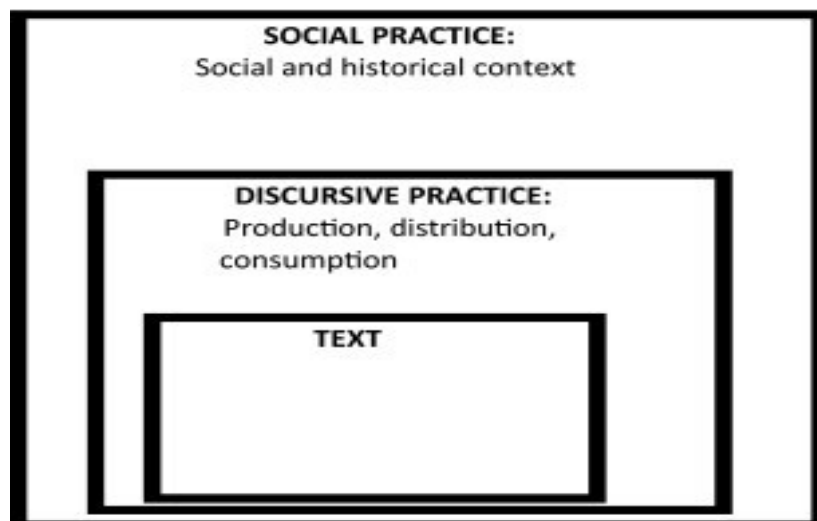 SOCIAL PRACTICE:
Social and historical context
DISCURSIVE PRACTICE:
Production, distribution,
consumption
TEXT